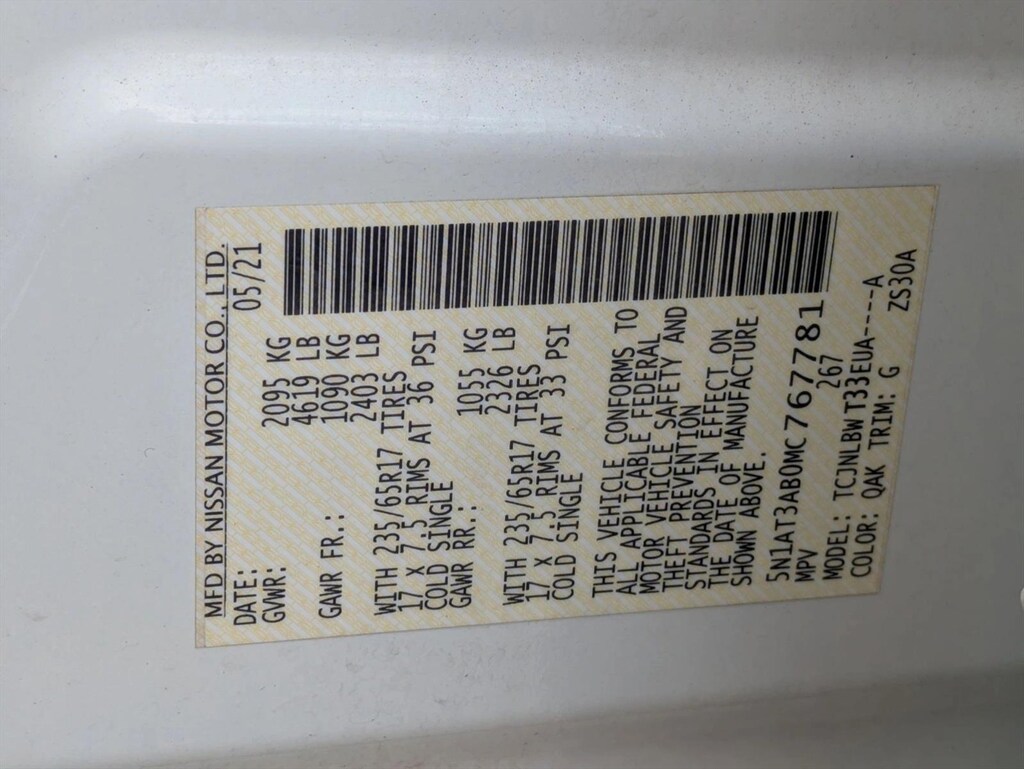 MFD BY NISSAN MOTOR CO., LTD.
DATE: 05/21
GVWR: 2095 KG
4619 LB
GAWR FR.: 1090 KG
2403 LB
WITH 235/65R17 TIRES
17 X 7.5 RIMS AT 36 PSI
COLD SINGLE
GAWR RR.: 1055 KG
2326 LB
WITH 235/65R17 TIRES
17 X 7.5 RIMS AT 33 PSI
COLD SINGLE
THIS VEHICLE CONFORMS TO
ALL APPLICABLE FEDERAL
MOTOR VEHICLE SAFETY AND
THEFT PREVENTION
STANDARDS IN EFFECT ON
THE DATE OF MANUFACTURE
SHOWN ABOVE.
5N1AT3AB0MC767781
MPV 267
MODEL: TCJNLBW T33EUA-----A
COLOR: QAK TRIM: G ZS30A